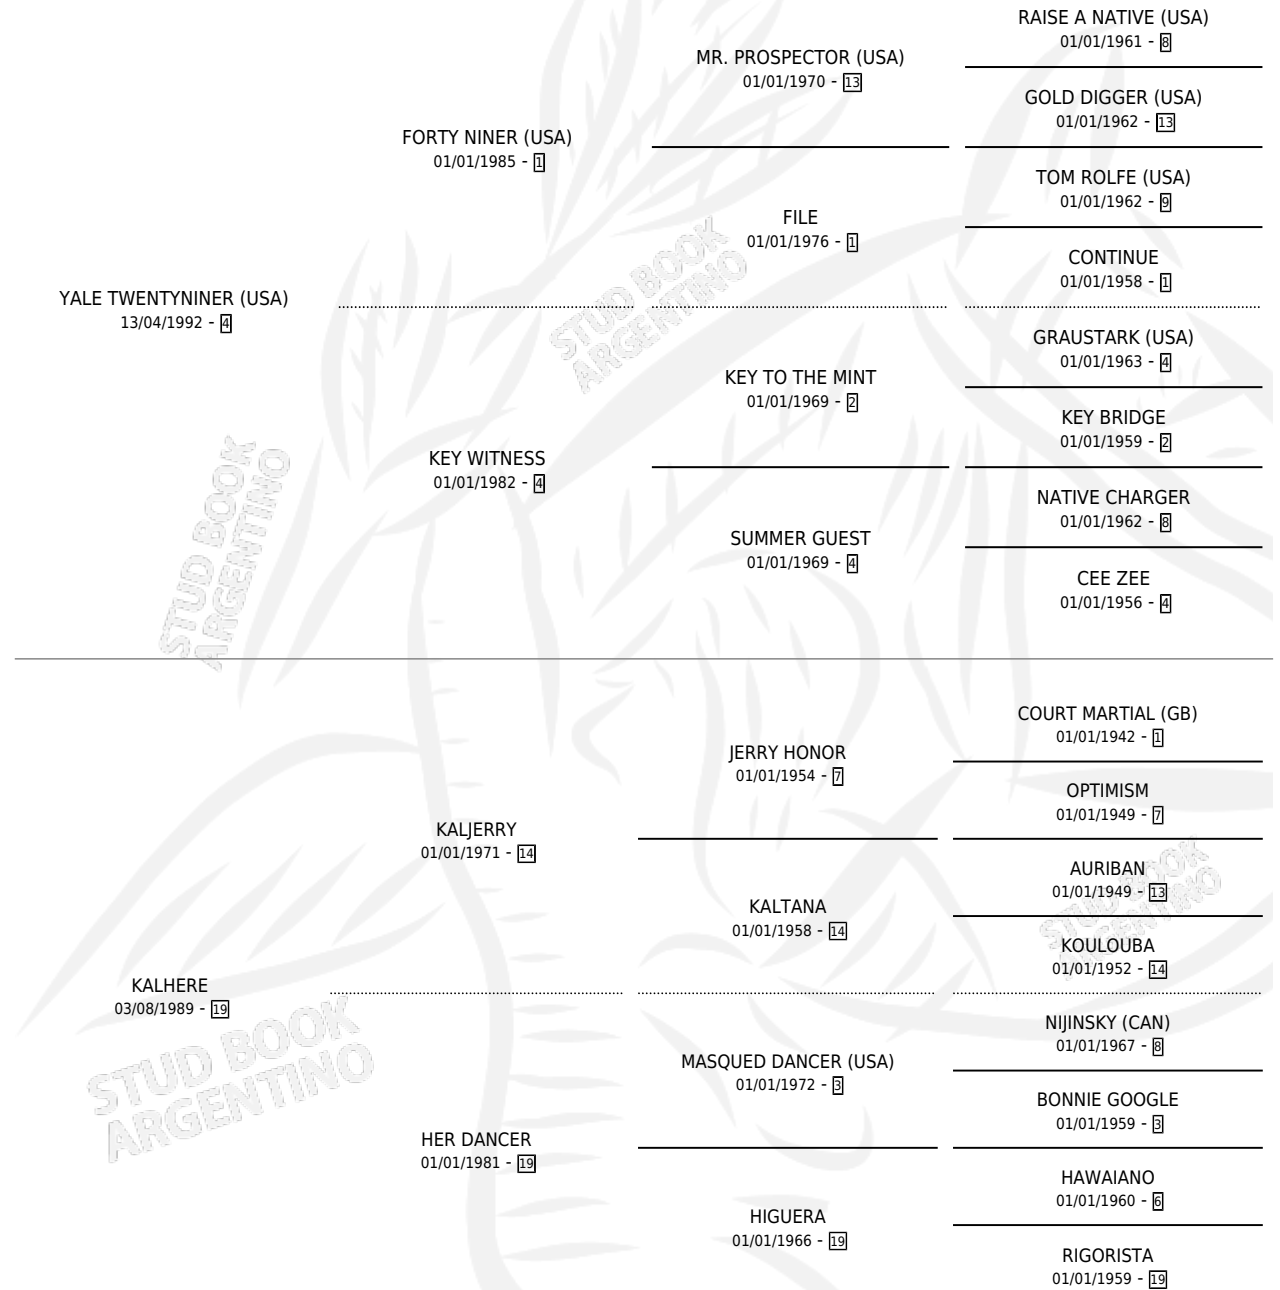 RAISE A NATIVE (USA)
01/01/1961 - 8
MR. PROSPECTOR (USA)
01/01/1970 - 13
GOLD DIGGER (USA)
01/01/1962 - 13
FORTY NINER (USA)
01/01/1985 - 1
TOM ROLFE (USA)
01/01/1962 - 9
FILE
01/01/1976 - 1
CONTINUE
01/01/1958 - 1
YALE TWENTYNINER (USA)
13/04/1992 - 4
STUD BOOK
ARGENTINO
GRAUSTARK (USA)
01/01/1963 - 4
KEY TO THE MINT
01/01/1969 - 2
KEY BRIDGE
01/01/1959 - 2
KEY WITNESS
01/01/1982 - 4
NATIVE CHARGER
01/01/1962 - 8
SUMMER GUEST
01/01/1969 - 4
CEE ZEE
01/01/1956 - 4
STUD BOOK
ARGENTINO
COURT MARTIAL (GB)
01/01/1942 - 1
JERRY HONOR
01/01/1954 - 7
OPTIMISM
01/01/1949 - 7
KALJERRY
01/01/1971 - 14
AURIBAN
01/01/1949 - 13
KALTANA
01/01/1958 - 14
STUD BOOK
ARGENTINO
KOULOUBA
01/01/1952 - 14
KALHERE
03/08/1989 - 19
NIJINSKY (CAN)
01/01/1967 - 8
MASQUED DANCER (USA)
01/01/1972 - 3
STUD BOOK
ARGENTINO
BONNIE GOOGLE
01/01/1959 - 3
HER DANCER
01/01/1981 - 19
HAWAIANO
01/01/1960 - 6
HIGUERA
01/01/1966 - 19
RIGORISTA
01/01/1959 - 19